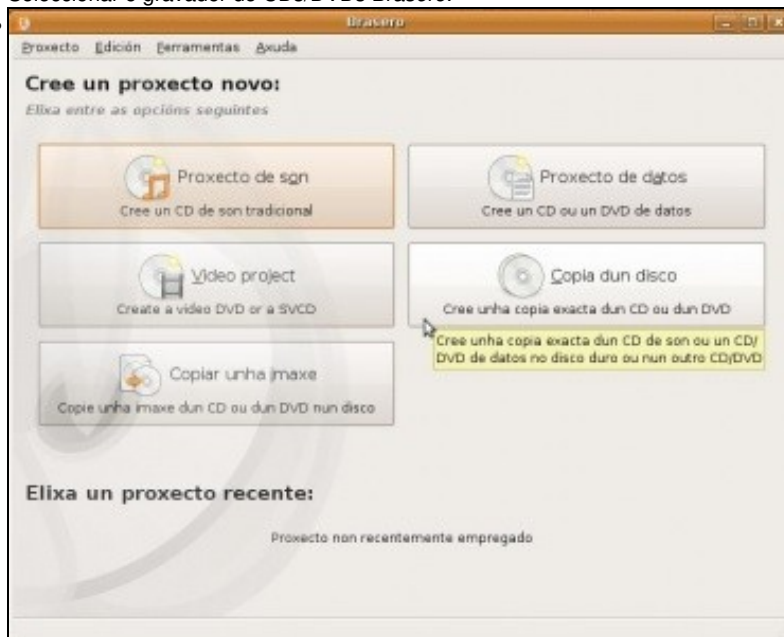 Seleccionar o gravador de CDs/DVDs Brasero.
Brasero
Proxecto Edición Ferramentas Axuda
Cree un proxecto novo:
Elixa entre as opcións seguintes
Proxecto de son
Cree un CD de son tradicional
Proxecto de datos
Cree un CD ou un DVD de datos
Video project
Create a video DVD or a SVCD
Copia dun disco
Cree unha copia exacta dun CD ou dun DVD
Cree unha copia exacta dun CD de son ou un CD/
DVD de datos no disco duro ou nun outro CD/DVD
Copiar unha imaxe
Copie unha imaxe dun CD ou dun DVD nun disco
Elixa un proxecto recente:
Proxecto non recentemente empregado